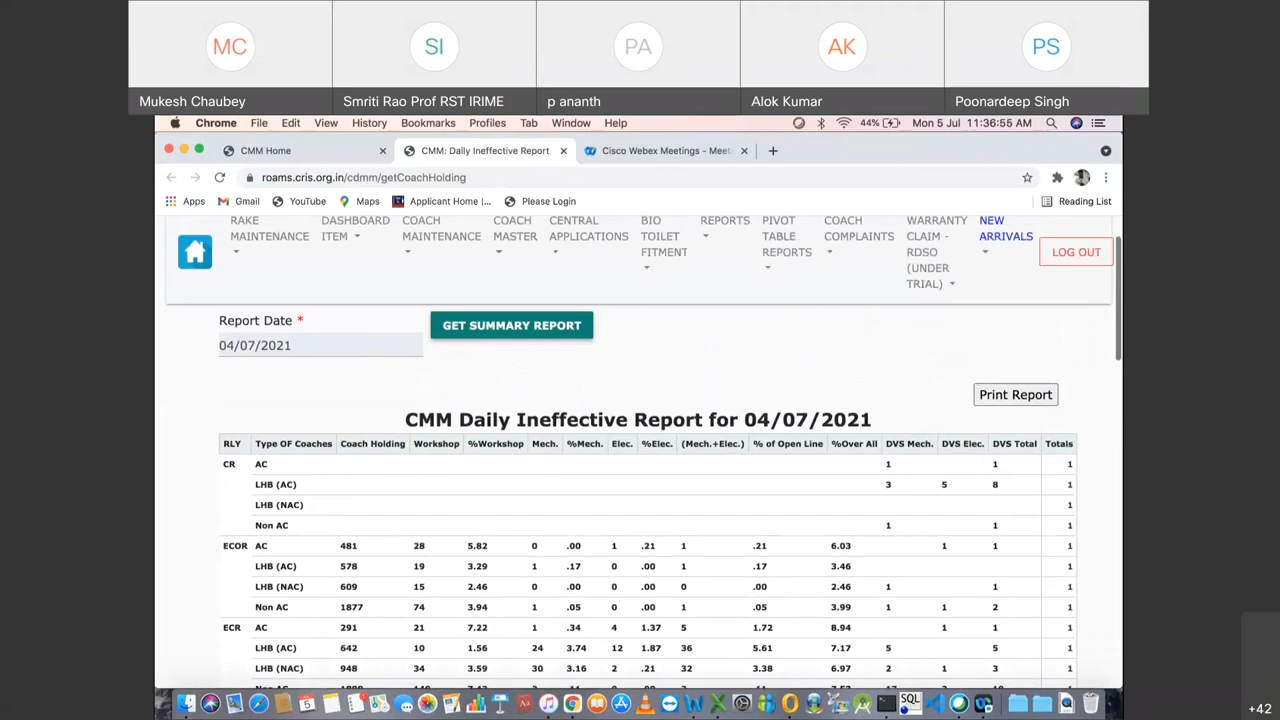 MC SI PA AK PS
Mukesh Chaubey Smriti Rao Prof RST IRIME p ananth Alok Kumar Poonardeep Singh
Chrome File Edit View History Bookmarks Profiles Tab Window Help 44% Mon 5 Jul 11:36:55 AM
CMM Home CMM: Daily Ineffective Report Cisco Webex Meetings - Meet
roams.cris.org.in/cdmm/getCoachHolding
Apps Gmail YouTube Maps Applicant Home |... Please Login Reading List
RAKE MAINTENANCE
DASHBOARD ITEM
COACH MAINTENANCE
COACH MASTER
CENTRAL APPLICATIONS
BIO TOILET FITMENT
REPORTS
PIVOT TABLE REPORTS
COACH COMPLAINTS
WARRANTY CLAIM - RDSO (UNDER TRIAL)
NEW ARRIVALS
LOG OUT
Report Date *
04/07/2021
GET SUMMARY REPORT
Print Report
CMM Daily Ineffective Report for 04/07/2021
RLY Type OF Coaches Coach Holding Workshop %Workshop Mech. %Mech. Elec. %Elec. (Mech.+Elec.) % of Open Line %Over All DVS Mech. DVS Elec. DVS Total Totals
CR AC 1 1 1
LHB (AC) 3 5 8 1
LHB (NAC) 1
Non AC 1 1 1
ECOR AC 481 28 5.82 0 .00 1 .21 1 .21 6.03 1 1 1
LHB (AC) 578 19 3.29 1 .17 0 .00 1 .17 3.46 1
LHB (NAC) 609 15 2.46 0 .00 0 .00 0 .00 2.46 1 1 1
Non AC 1877 74 3.94 1 .05 0 .00 1 .05 3.99 1 1 2 1
ECR AC 291 21 7.22 1 .34 4 1.37 5 1.72 8.94 1 1 1
LHB (AC) 642 10 1.56 24 3.74 12 1.87 36 5.61 7.17 5 5 1
LHB (NAC) 948 34 3.59 30 3.16 2 .21 32 3.38 6.97 2 1 3 1
SQL
+42